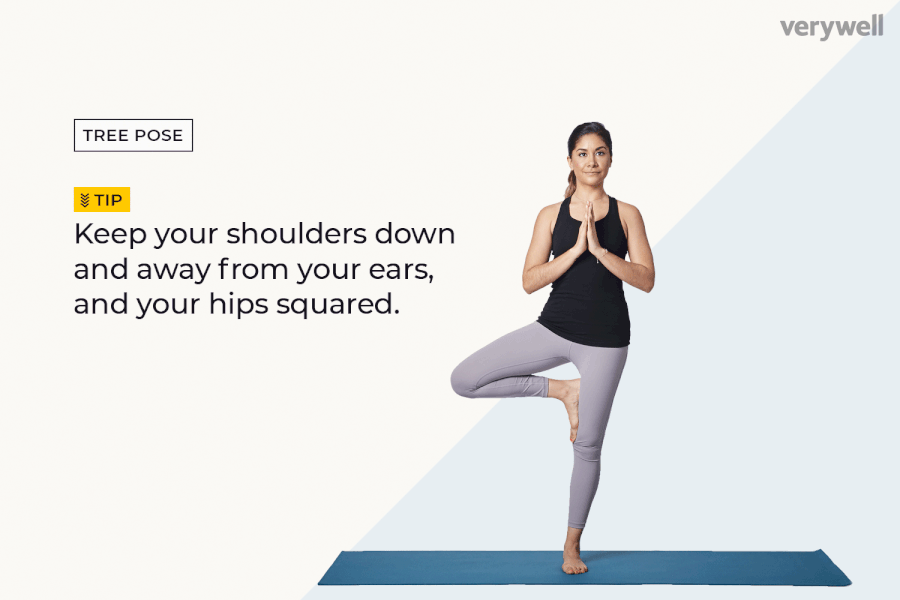 verywell
TREE POSE
TIP
Keep your shoulders down
and away from your ears,
and your hips squared.